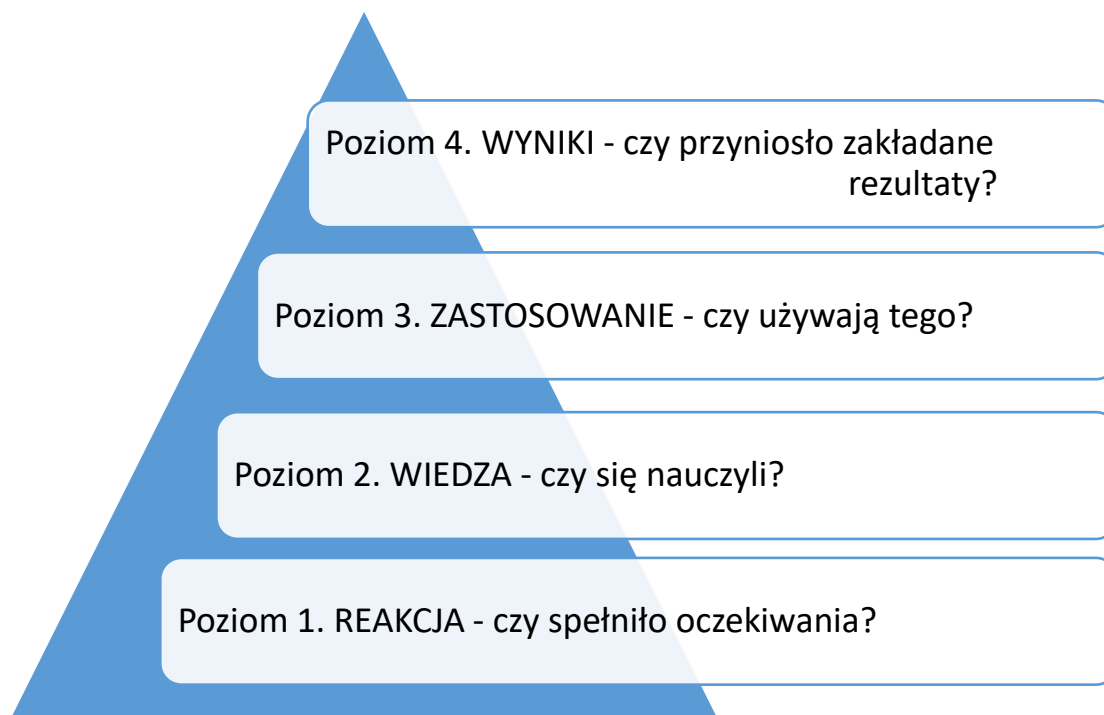 Poziom 4. WYNIKI - czy przyniosło zakładane
rezultaty?
Poziom 3. ZASTOSOWANIE - czy używają tego?
Poziom 2. WIEDZA - czy się nauczyli?
Poziom 1. REAKCJA - czy spełniło oczekiwania?